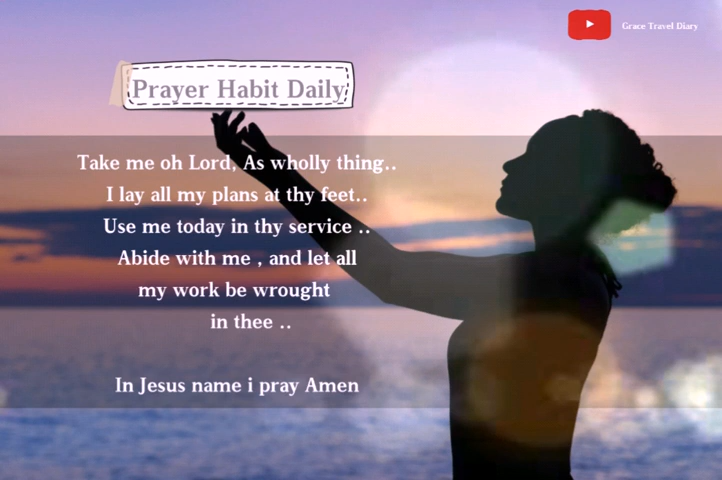 Grace Travel Diary
Prayer Habit Daily
Take me oh Lord, As wholly thing..
I lay all my plans at thy feet..
Use me today in thy service ..
Abide with me , and let all
my work be wrought
in thee ..
In Jesus name i pray Amen